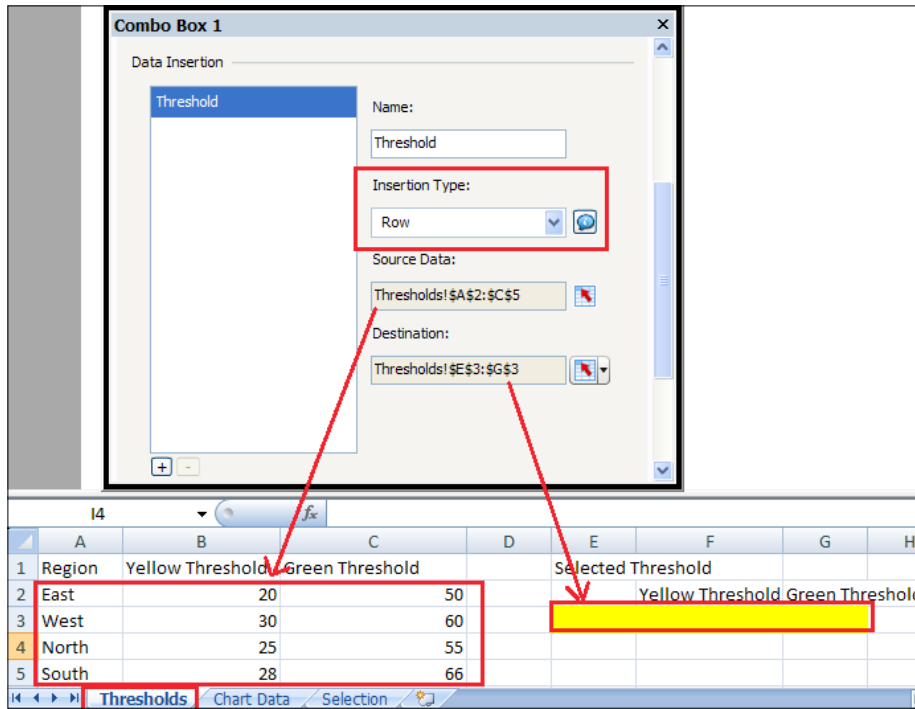 Combo Box 1
Data Insertion
Threshold
Name:
Threshold
Insertion Type:
Row
Source Data:
Thresholds!$A$2:$C$5
Destination:
Thresholds!$E$3:$G$3
+ -
I4 fx
A B C D E F G H
1 Region Yellow Threshold Green Threshold Selected Threshold
2 East 20 50 Yellow Threshold Green Threshold
3 West 30 60
4 North 25 55
5 South 28 66
Thresholds Chart Data Selection